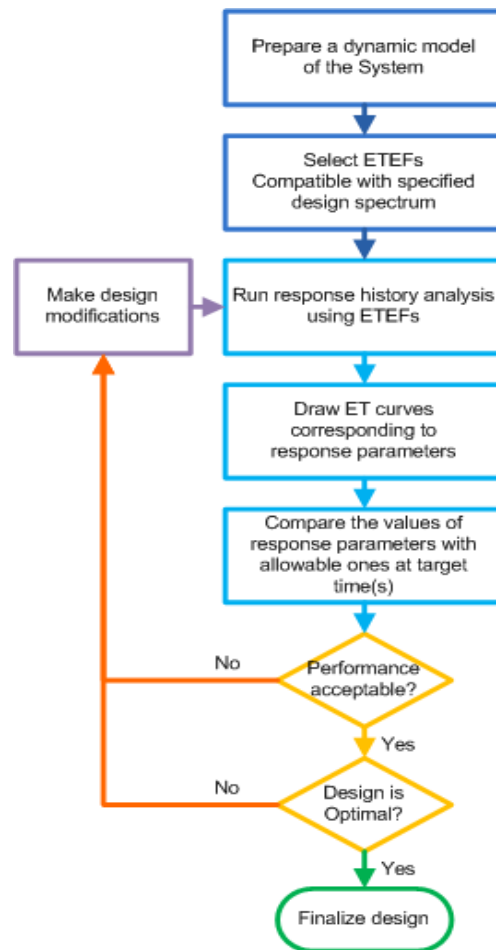 Prepare a dynamic model
of the System
Select ETEFs
Compatible with specified
design spectrum
Make design
modifications
Run response history analysis
using ETEFs
Draw ET curves
corresponding to
response parameters
Compare the values of
response parameters with
allowable ones at target
time(s)
No
Performance
acceptable?
Yes
No
Design is
Optimal?
Yes
Finalize design